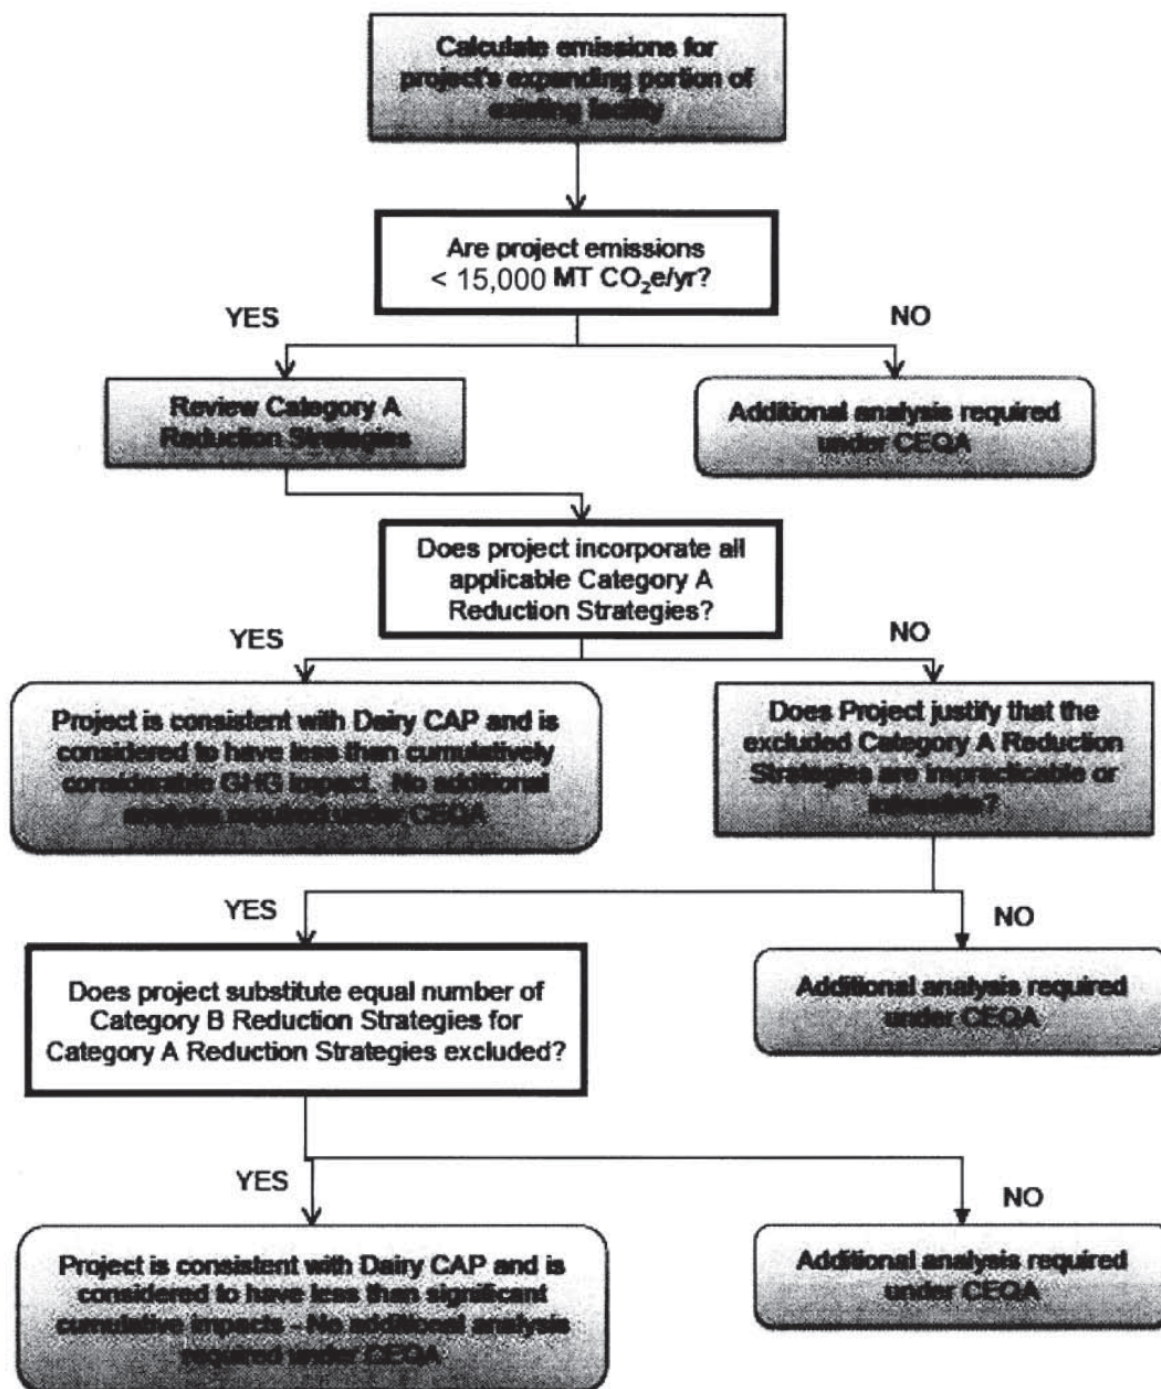 Calculate emissions for
project's expanding portion of
existing facility
Are project emissions
< 15,000 MT CO₂e/yr?
YES
NO
Review Category A
Reduction Strategies
Additional analysis required
under CEQA
Does project incorporate all
applicable Category A
Reduction Strategies?
YES
NO
Project is consistent with Dairy CAP and is
considered to have less than cumulatively
considerable GHG impact. No additional
analysis required under CEQA
Does Project justify that the
excluded Category A Reduction
Strategies are impracticable or
infeasible?
YES
NO
Does project substitute equal number of
Category B Reduction Strategies for
Category A Reduction Strategies excluded?
Additional analysis required
under CEQA
YES
NO
Project is consistent with Dairy CAP and is
considered to have less than significant
cumulative impacts - No additional analysis
required under CEQA
Additional analysis required
under CEQA